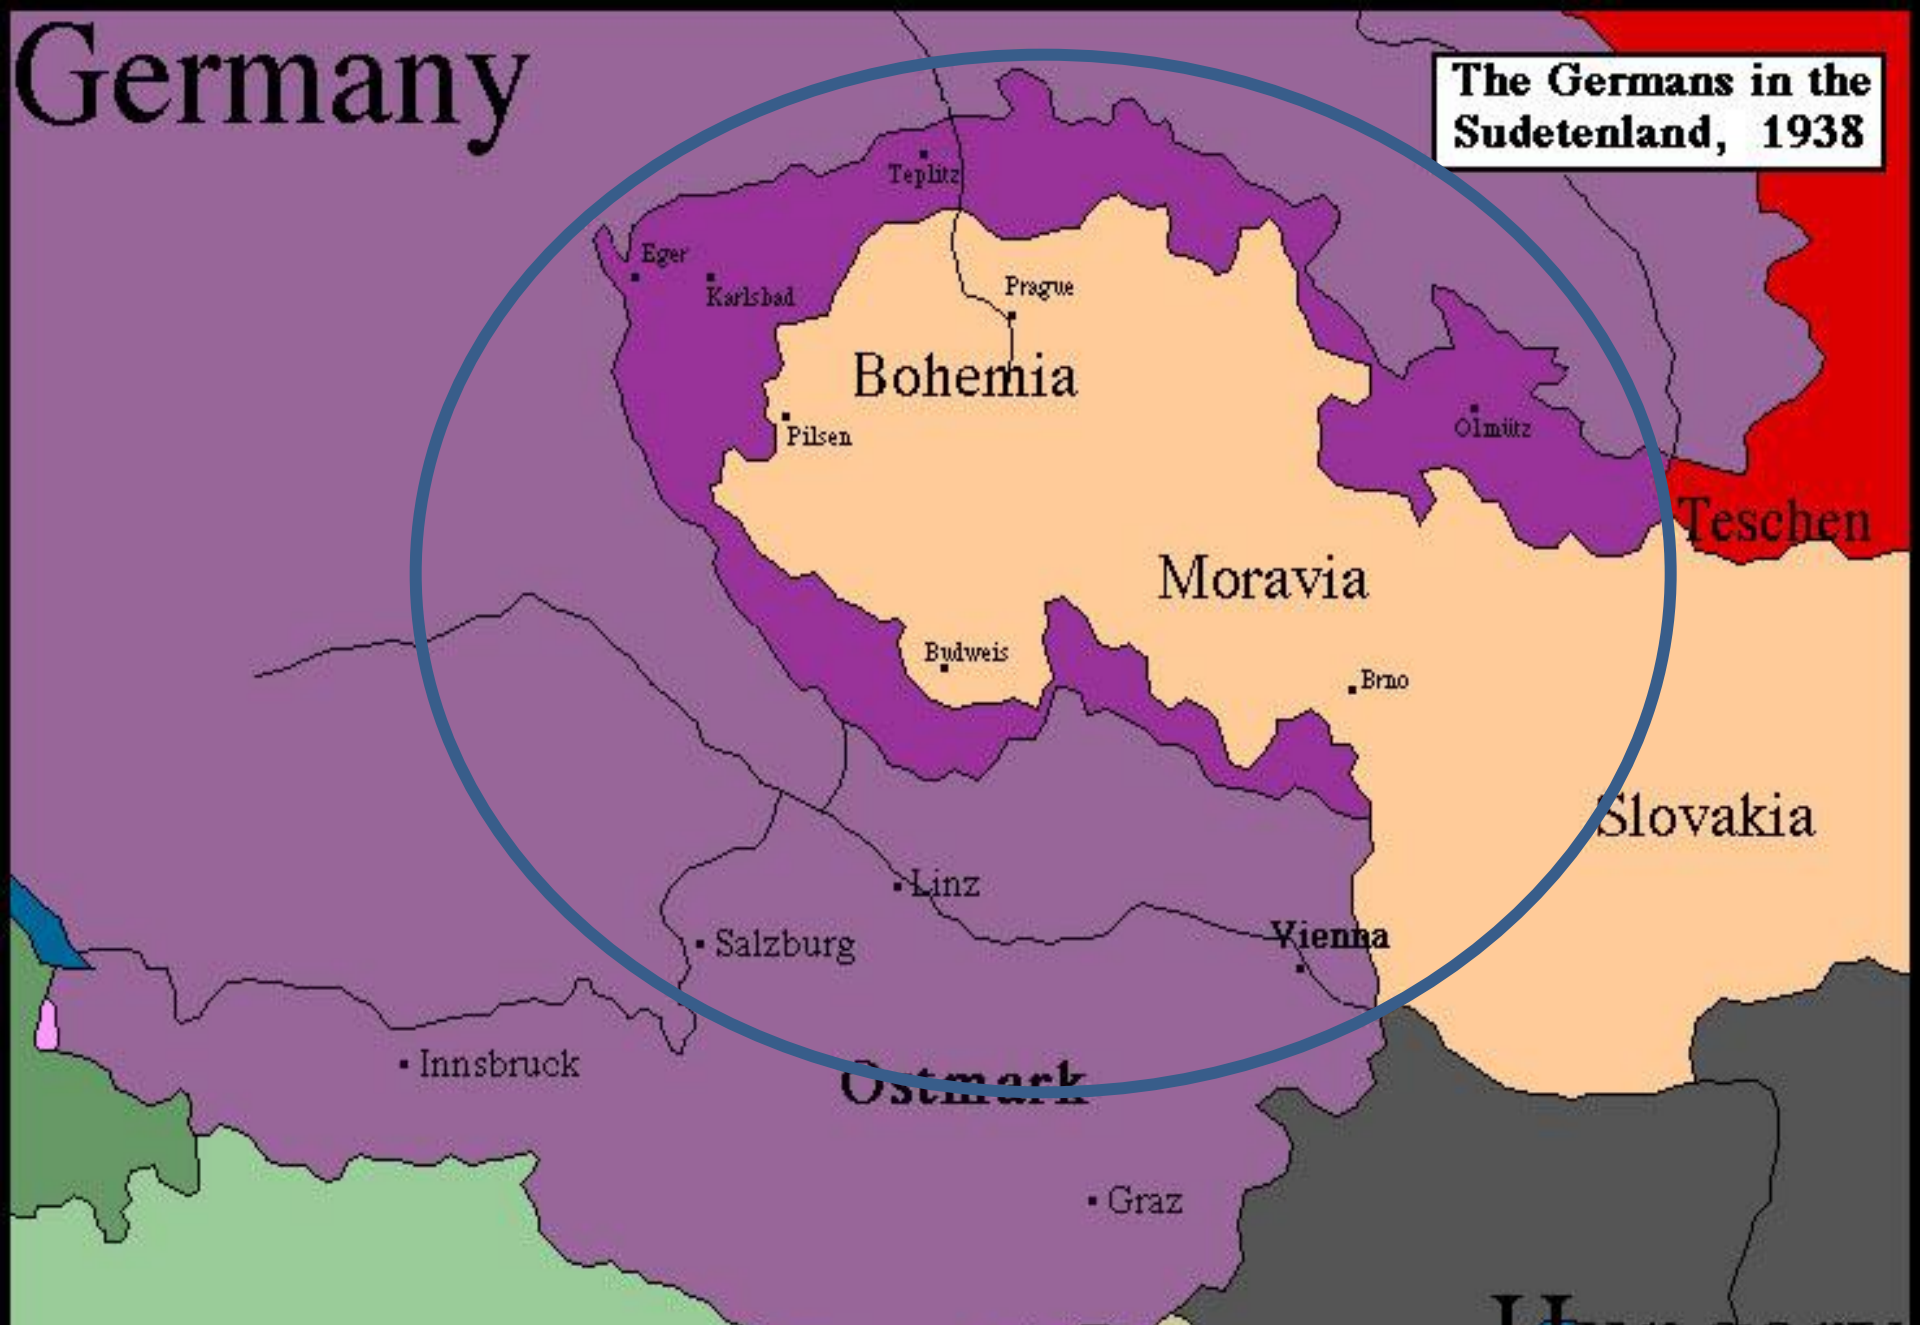 Germany
The Germans in the
Sudetenland, 1938
Teplitz
Eger
Karlsbad
Prague
Bohemia
Pilsen
Olmütz
Teschen
Moravia
Budweis
Brno
Slovakia
Linz
Vienna
Salzburg
Innsbruck
Ostmark
Graz